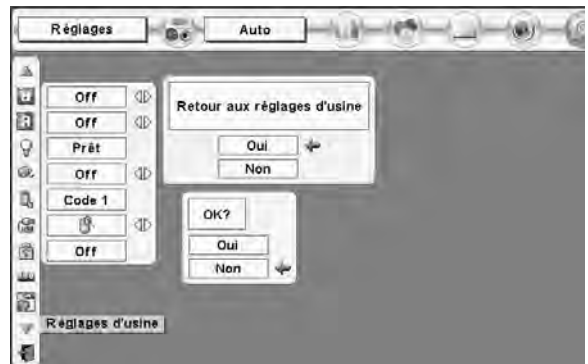 Réglages
Auto
Off
Off
Prêt
Off
Code 1
Off
Retour aux réglages d'usine
Oui
Non
OK?
Oui
Non
Réglages d'usine